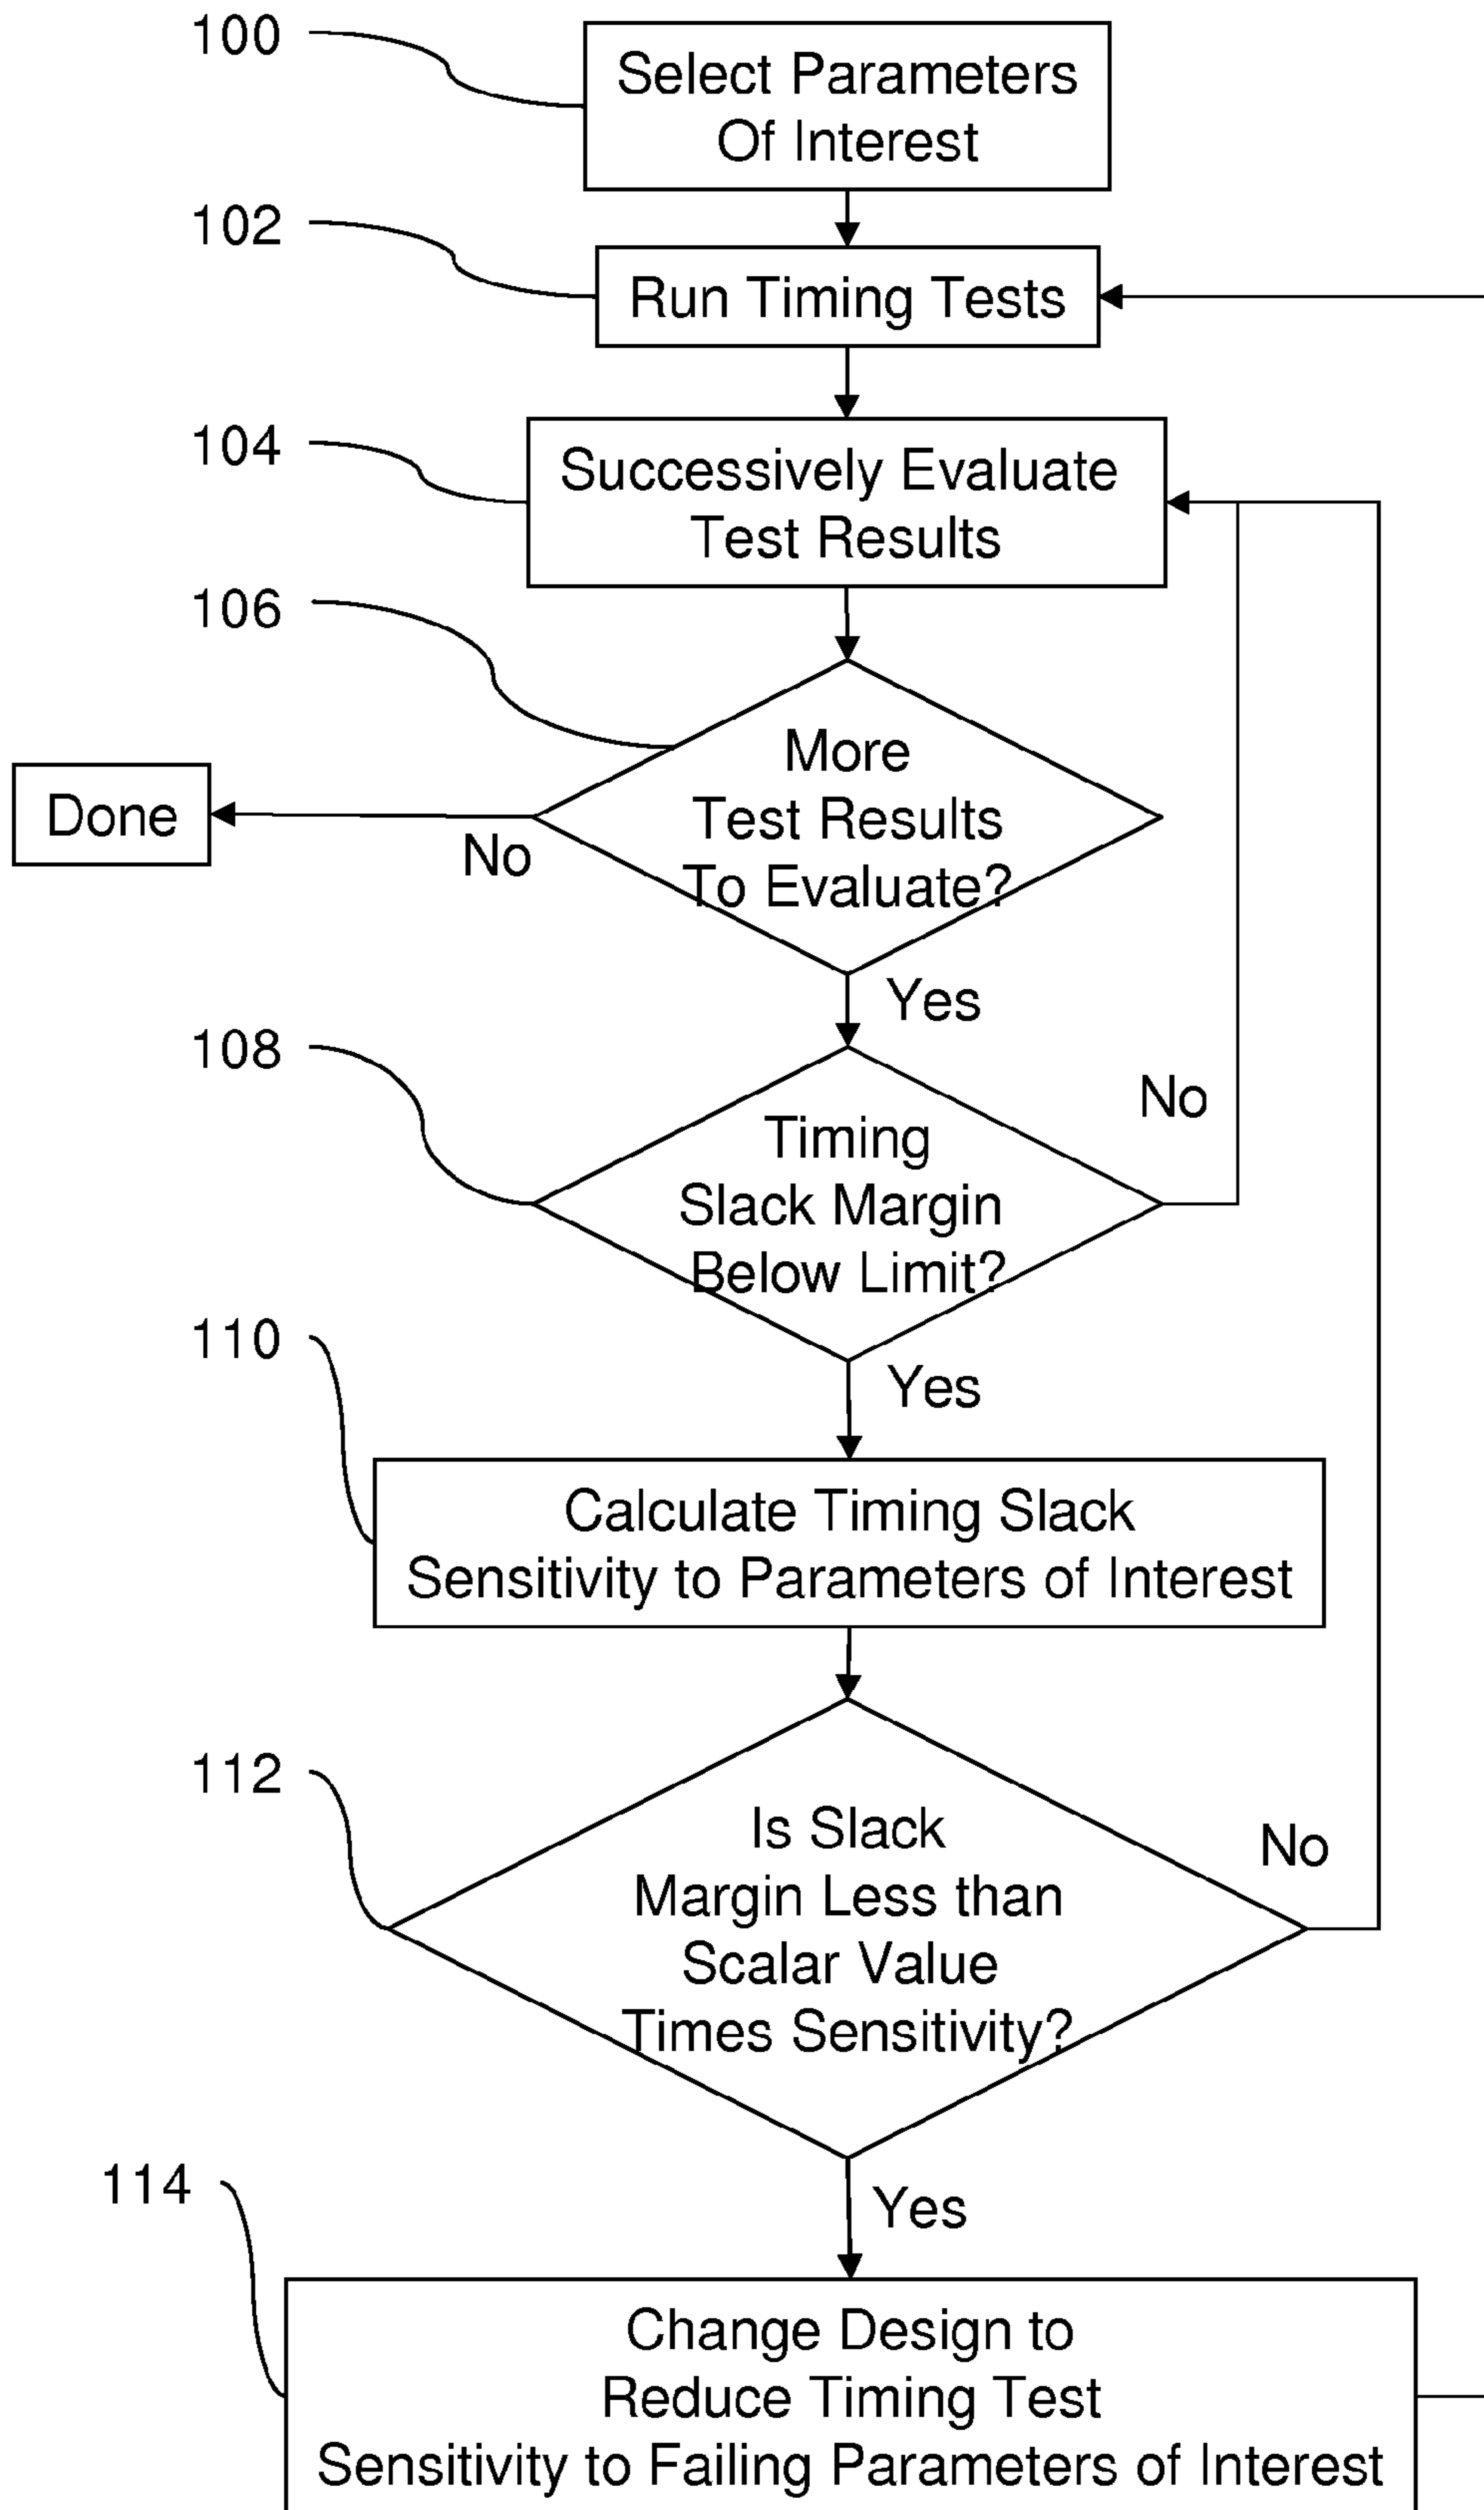 100
Select Parameters
Of Interest
102
Run Timing Tests
104
Successively Evaluate
Test Results
106
More
Test Results
To Evaluate?
Done
No
Yes
108
No
Timing
Slack Margin
Below Limit?
110
Yes
Calculate Timing Slack
Sensitivity to Parameters of Interest
112
Is Slack
No
Margin Less than
Scalar Value
Times Sensitivity?
114
Yes
Change Design to
Reduce Timing Test
Sensitivity to Failing Parameters of Interest